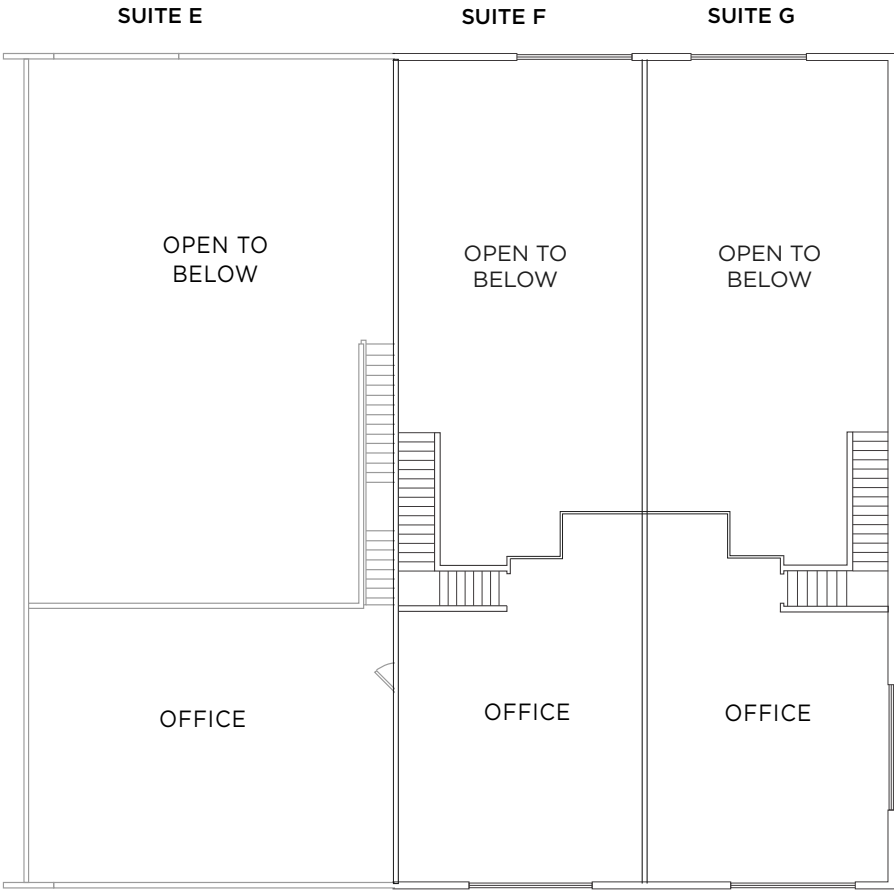 SUITE E
SUITE F
SUITE G
OPEN TO
BELOW
OPEN TO
BELOW
OPEN TO
BELOW
OFFICE
OFFICE
OFFICE